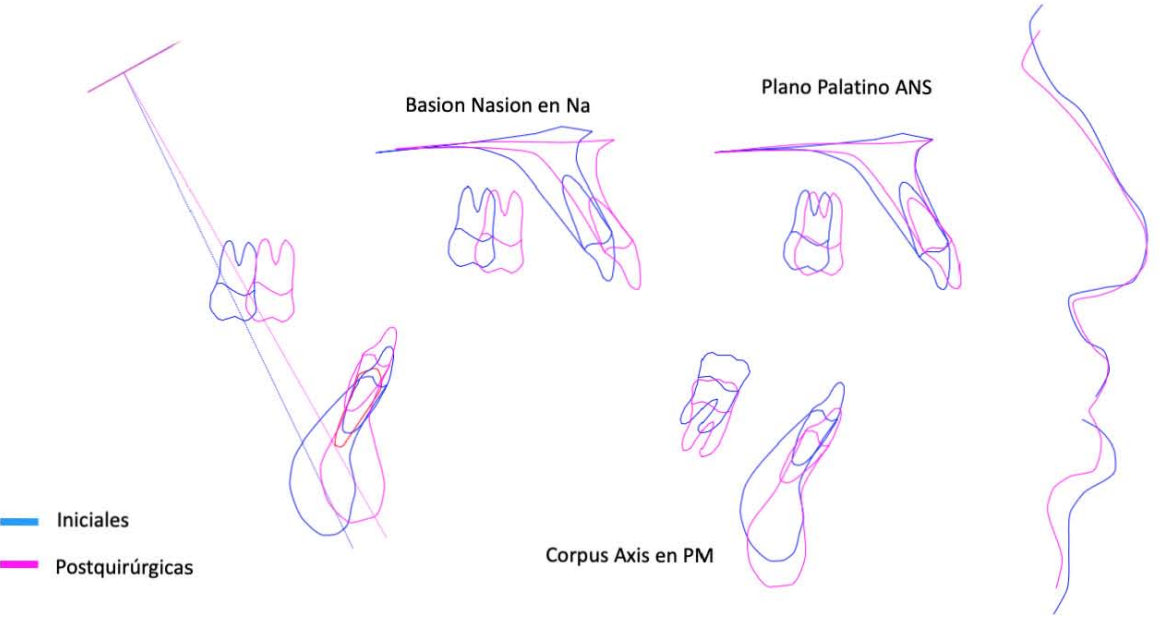 Plano Palatino ANS
Basion Nasion en Na
Iniciales
Corpus Axis en PM
Postquirúrgicas